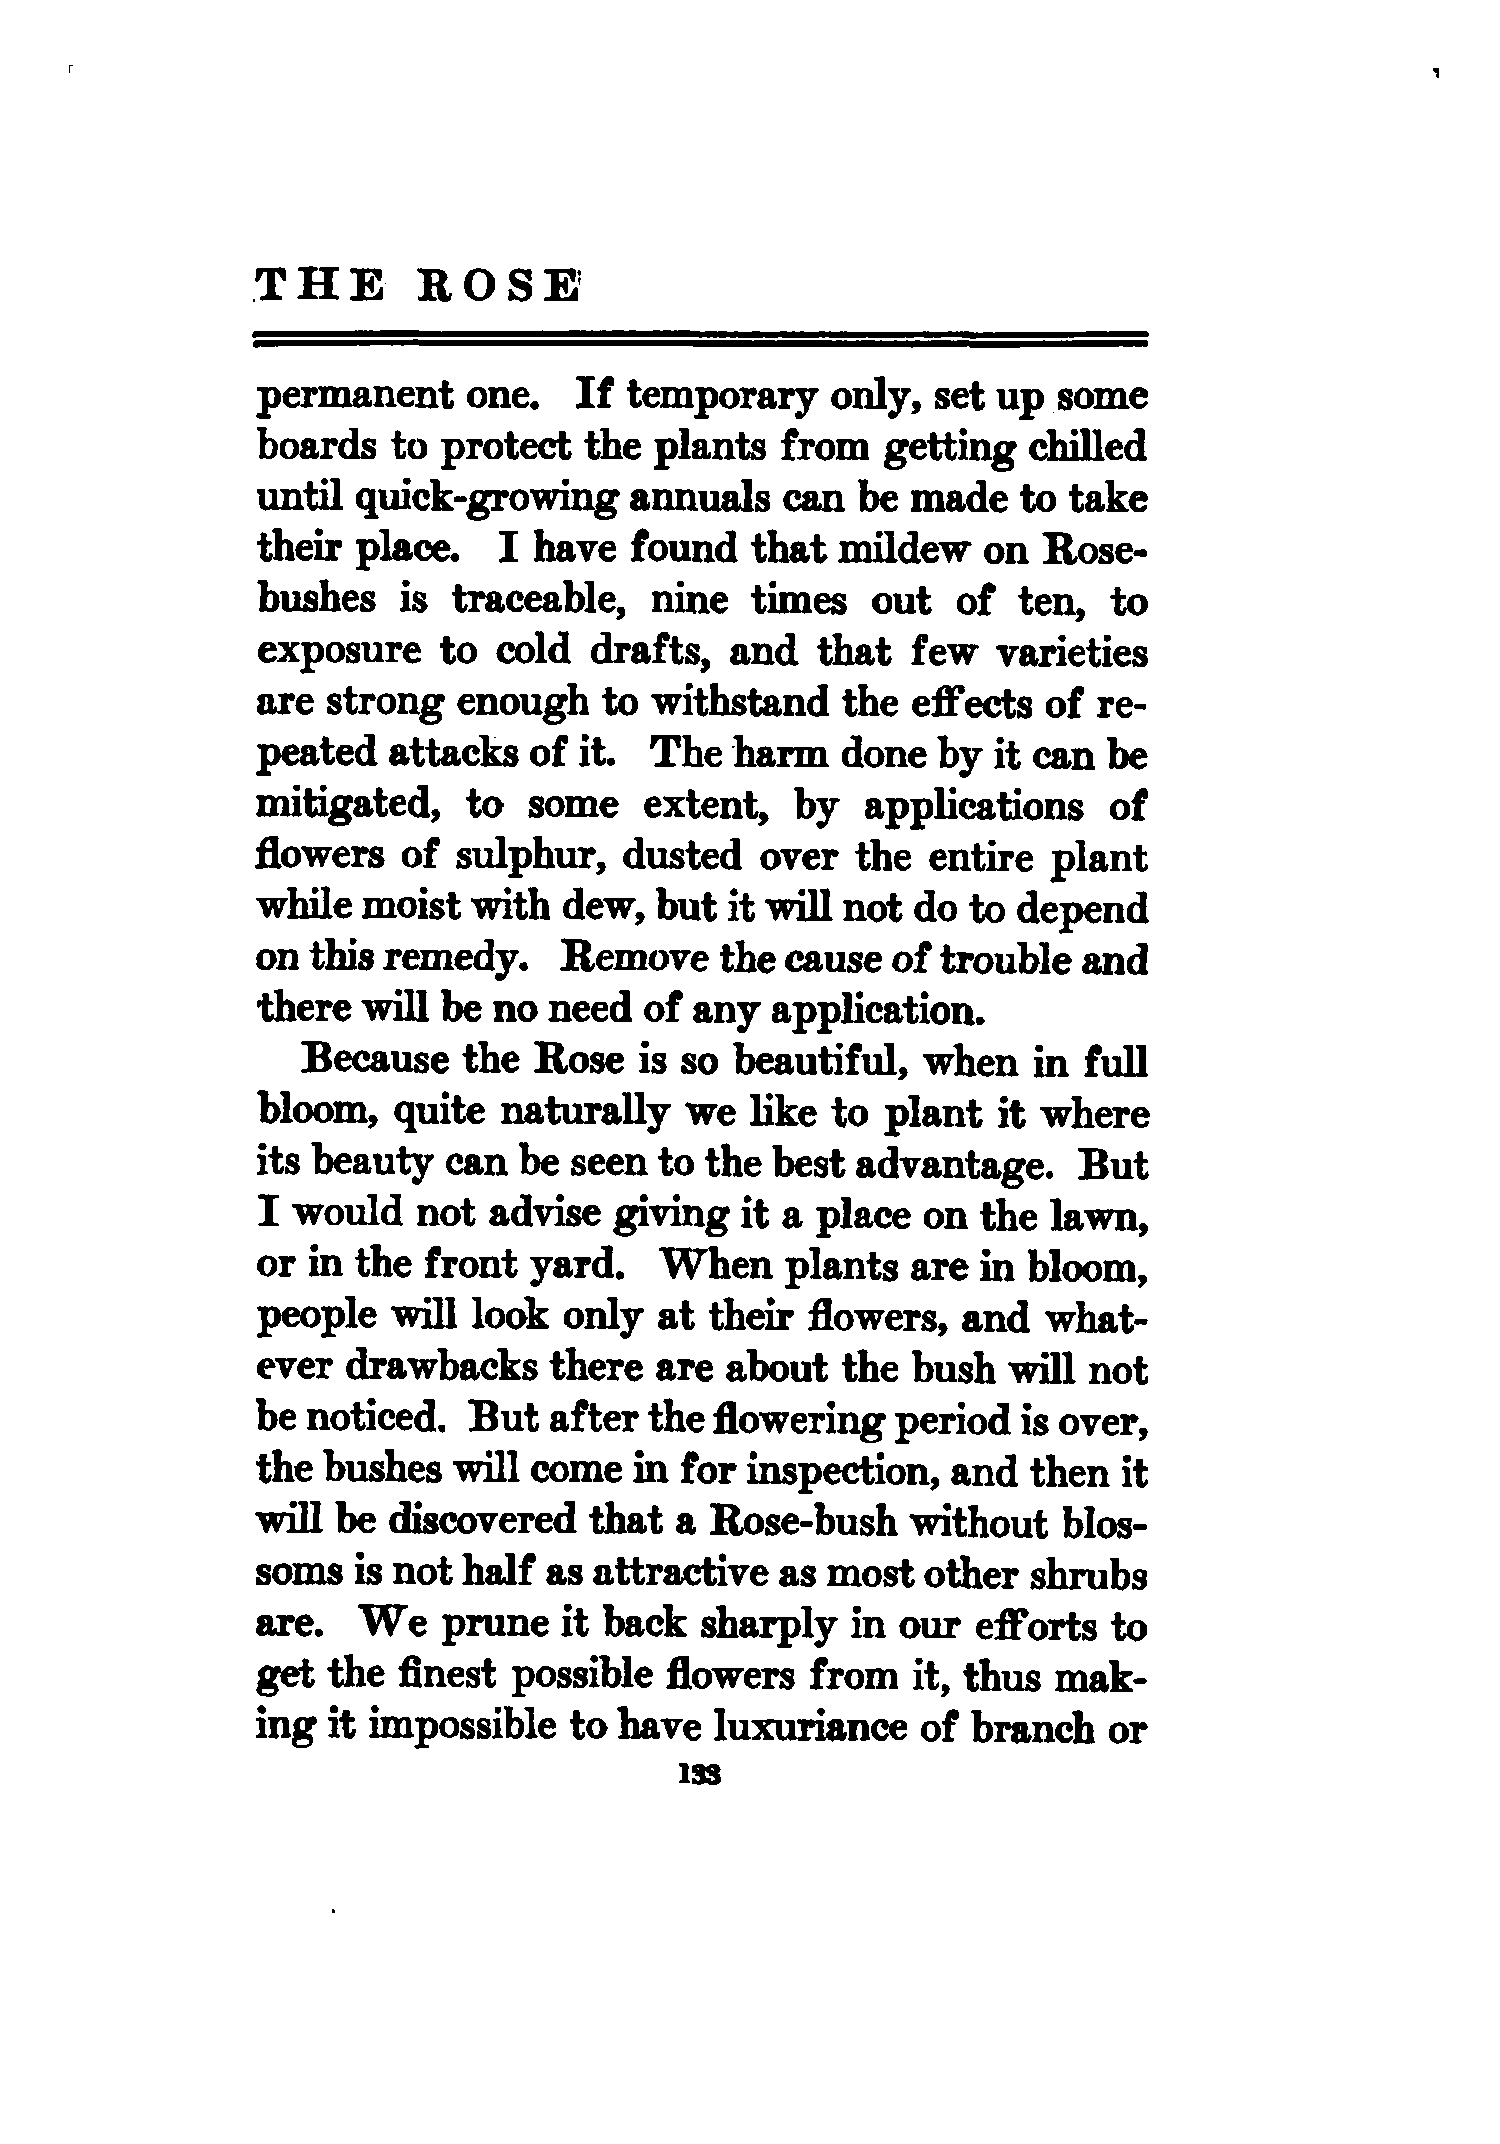 THE ROSE
permanent one. If temporary only, set up some
boards to protect the plants from getting chilled
until quick-growing annuals can be made to take
their place. I have found that mildew on Rose-
bushes is traceable, nine times out of ten, to
exposure to cold drafts, and that few varieties
are strong enough to withstand the effects of re-
peated attacks of it. The harm done by it can be
mitigated, to some extent, by applications of
flowers of sulphur, dusted over the entire plant
while moist with dew, but it will not do to depend
on this remedy. Remove the cause of trouble and
there will be no need of any application.
Because the Rose is so beautiful, when in full
bloom, quite naturally we like to plant it where
its beauty can be seen to the best advantage. But
I would not advise giving it a place on the lawn,
or in the front yard. When plants are in bloom,
people will look only at their flowers, and what-
ever drawbacks there are about the bush will not
be noticed. But after the flowering period is over,
the bushes will come in for inspection, and then it
will be discovered that a Rose-bush without blos-
soms is not half as attractive as most other shrubs
are. We prune it back sharply in our efforts to
get the finest possible flowers from it, thus mak-
ing it impossible to have luxuriance of branch or
133